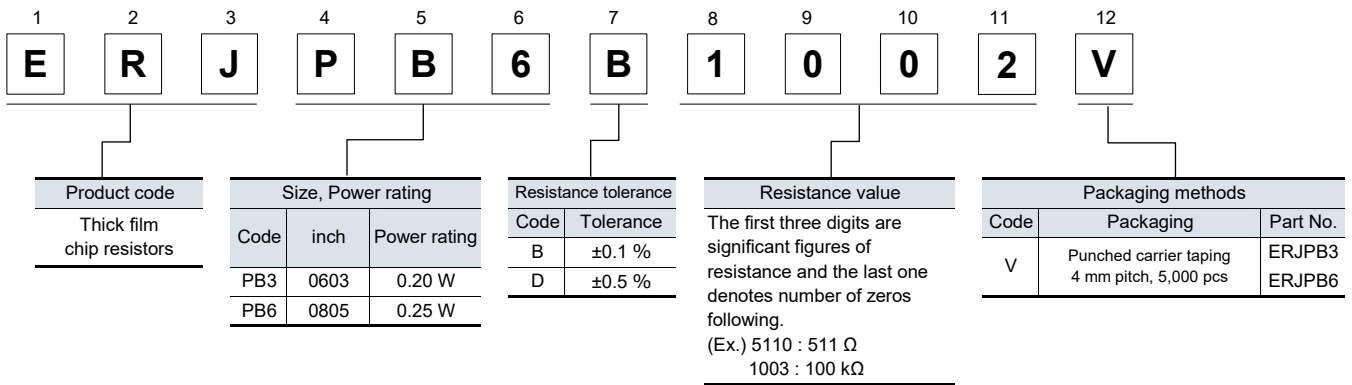 1 2 3 4 5 6 7 8 9 10 11 12
E R J P B 6 B 1 0 0 2 V
Product code
Thick film
chip resistors
Size, Power rating
Code inch Power rating
PB3 0603 0.20 W
PB6 0805 0.25 W
Resistance tolerance
Code Tolerance
B ±0.1 %
D ±0.5 %
Resistance value
The first three digits are
significant figures of
resistance and the last one
denotes number of zeros
following.
(Ex.) 5110 : 511 Ω
1003 : 100 kΩ
Packaging methods
Code Packaging Part No.
V Punched carrier taping ERJPB3
4 mm pitch, 5,000 pcs ERJPB6